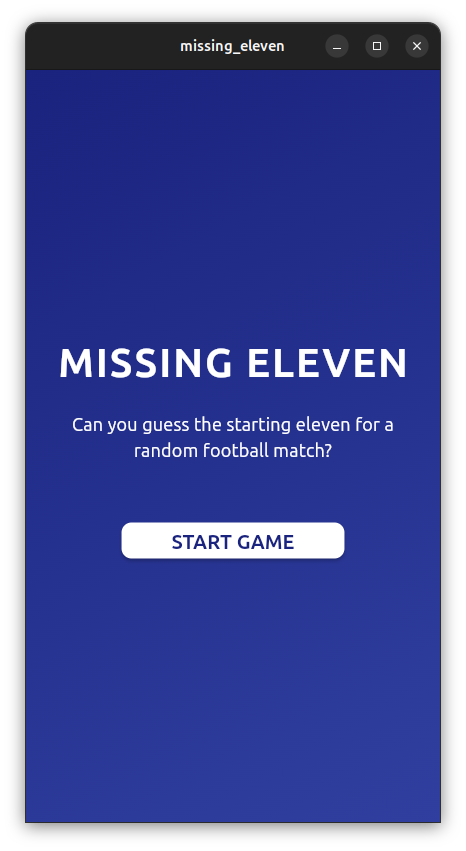 missing_eleven
MISSING ELEVEN
Can you guess the starting eleven for a
random football match?
START GAME